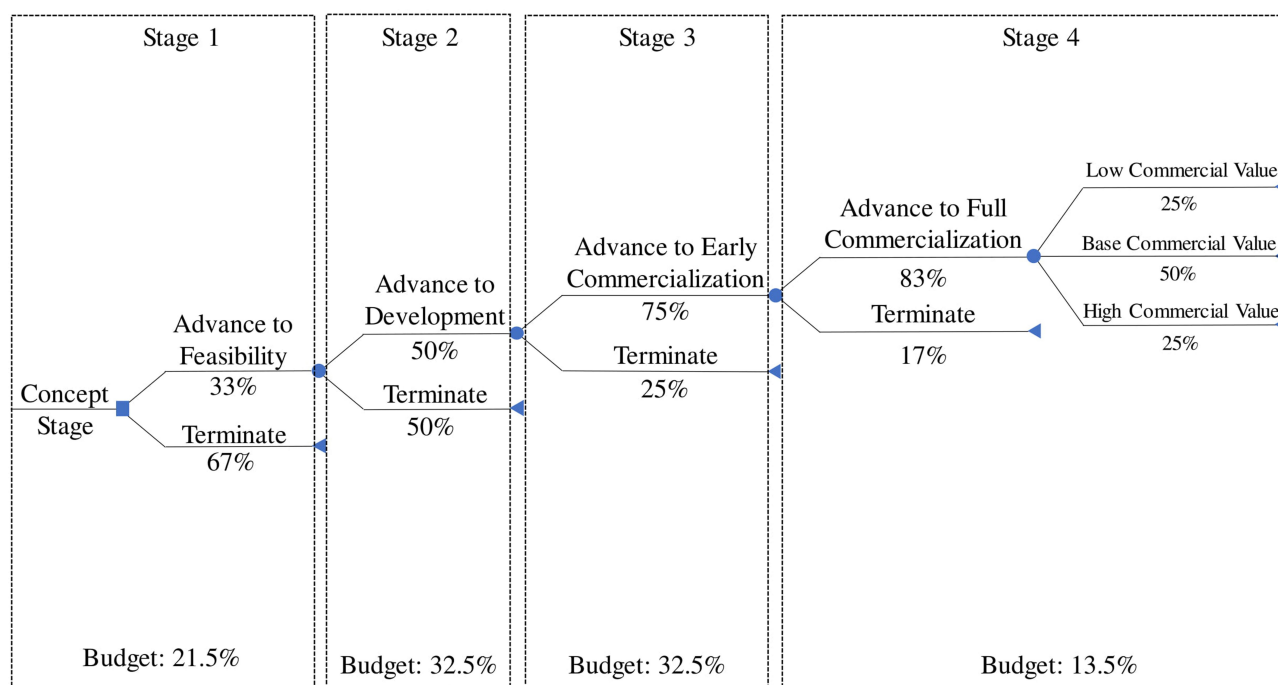 Stage 1
Stage 2
Stage 3
Stage 4
Concept
Stage
Advance to
Feasibility
33%
Terminate
67%
Advance to
Development
50%
Terminate
50%
Advance to Early
Commercialization
75%
Terminate
25%
Advance to Full
Commercialization
83%
Terminate
17%
Low Commercial Value
25%
Base Commercial Value
50%
High Commercial Value
25%
Budget: 21.5%
Budget: 32.5%
Budget: 32.5%
Budget: 13.5%